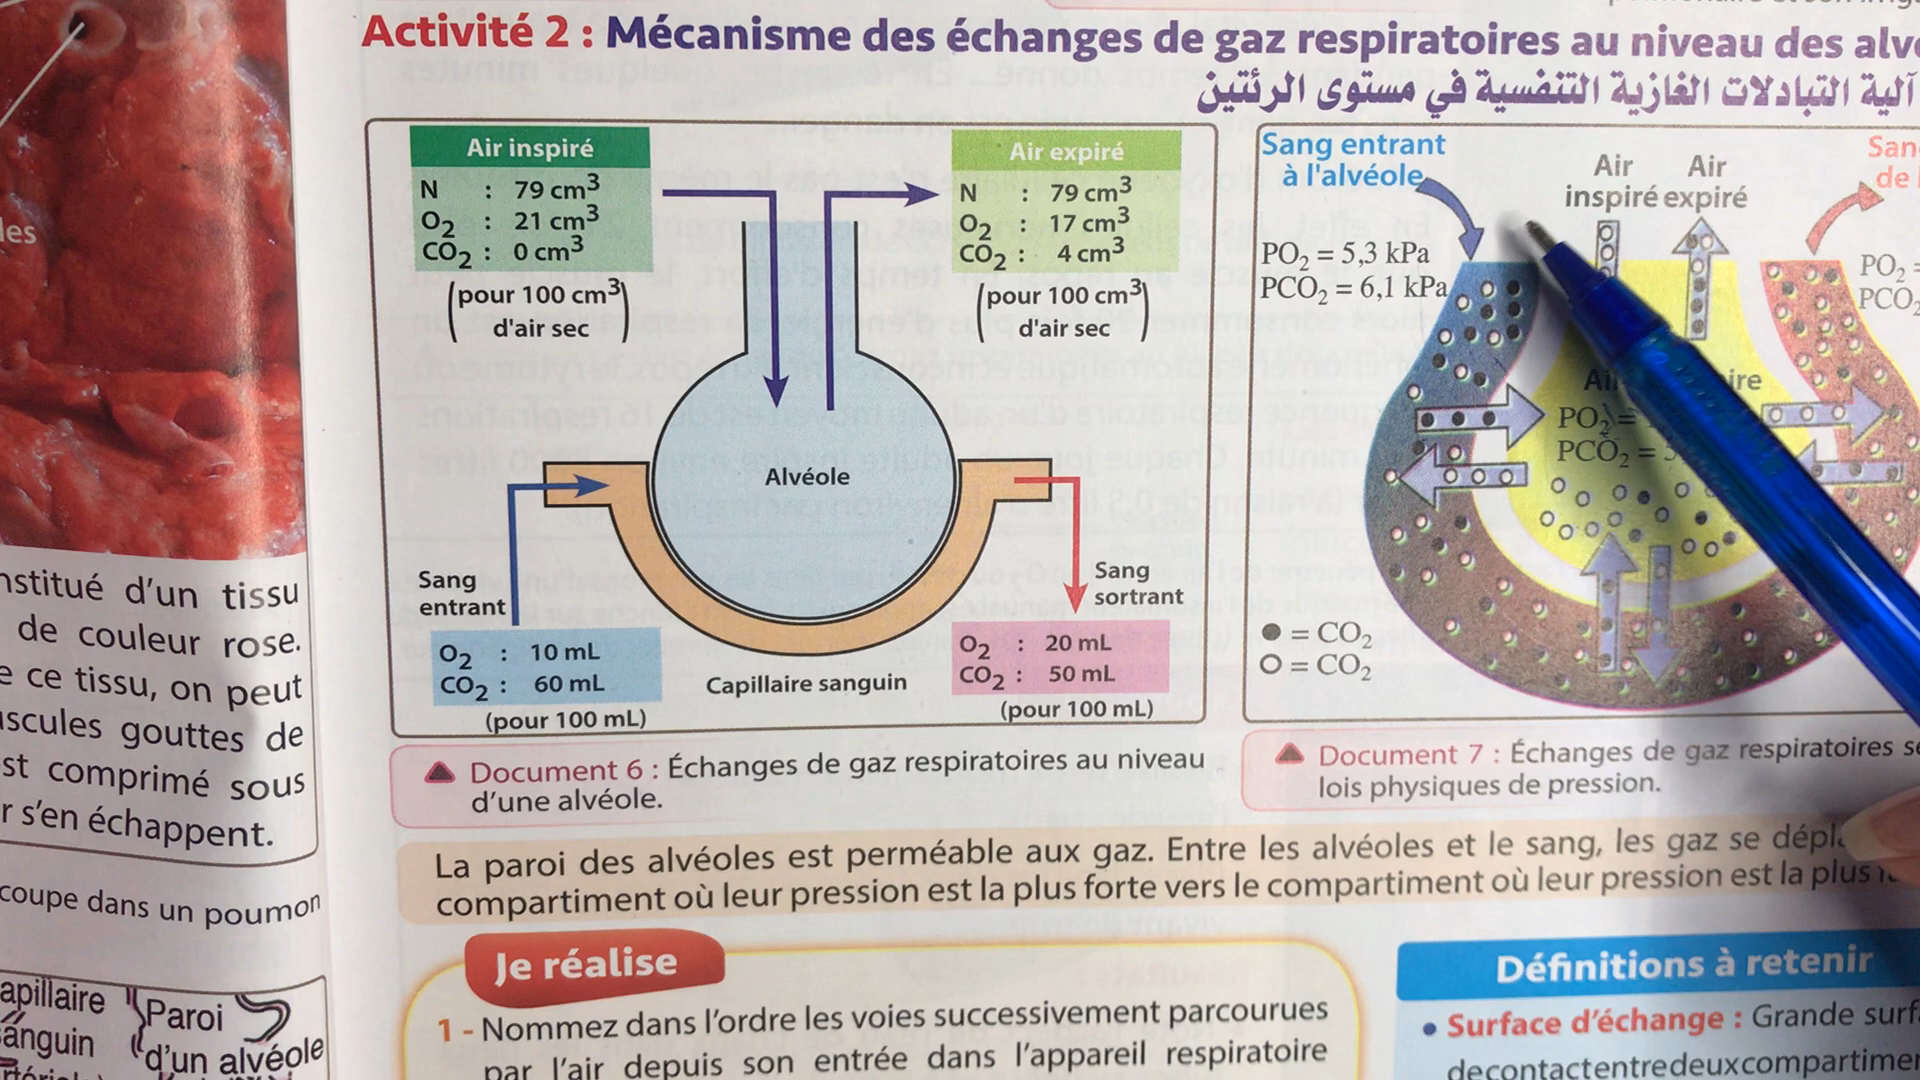 Activité 2 : Mécanisme des échanges de gaz respiratoires au niveau des
آلية التبادلات الغازية التنفسية في مستوى الرئتين
Air inspiré
N : 79 cm³
O₂ : 21 cm³
CO₂ : 0 cm³
(pour 100 cm³
d'air sec)
Air expiré
N : 79 cm³
O₂ : 17 cm³
CO₂ : 4 cm³
(pour 100 cm³
d'air sec)
Alvéole
Sang
entrant
O₂ : 10 mL
CO₂ : 60 mL
(pour 100 mL)
Capillaire sanguin
Sang
sortrant
O₂ : 20 mL
CO₂ : 50 mL
(pour 100 mL)
Document 6 : Échanges de gaz respiratoires au niveau
d'une alvéole.
Sang entrant
à l'alvéole
PO₂ = 5,3 kPa
PCO₂ = 6,1 kPa
Air
inspiré
Air
expiré
PO₂ =
PCO₂ =
PO₂ =
PCO₂
● = CO₂
O = CO₂
Document 7 : Échanges de gaz respiratoires
lois physiques de pression.
La paroi des alvéoles est perméable aux gaz. Entre les alvéoles et le sang, les gaz se
compartiment où leur pression est la plus forte vers le compartiment où leur pression est la plus
Je réalise
1 - Nommez dans l'ordre les voies successivement parcourues
par l'air depuis son entrée dans l'appareil respiratoire
Définitions à retenir
• Surface d'échange : Grande
de contact entre deux
d'un tissu
de couleur rose.
ce tissu, on peut
gouttes de
comprimé sous
s'en échappent.
coupe dans un poumon
Paroi
d'un alvéole